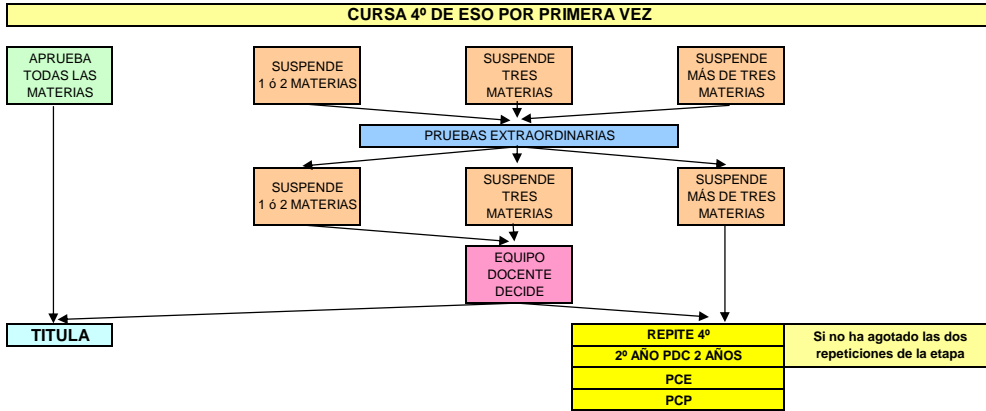 CURSA 4º DE ESO POR PRIMERA VEZ
APRUEBA
TODAS LAS
MATERIAS
SUSPENDE
1 ó 2 MATERIAS
SUSPENDE
TRES
MATERIAS
SUSPENDE
MÁS DE TRES
MATERIAS
PRUEBAS EXTRAORDINARIAS
SUSPENDE
1 ó 2 MATERIAS
SUSPENDE
TRES
MATERIAS
SUSPENDE
MÁS DE TRES
MATERIAS
EQUIPO
DOCENTE
DECIDE
TITULA
REPITE 4º
2º AÑO PDC 2 AÑOS
PCE
PCP
Si no ha agotado las dos
repeticiones de la etapa